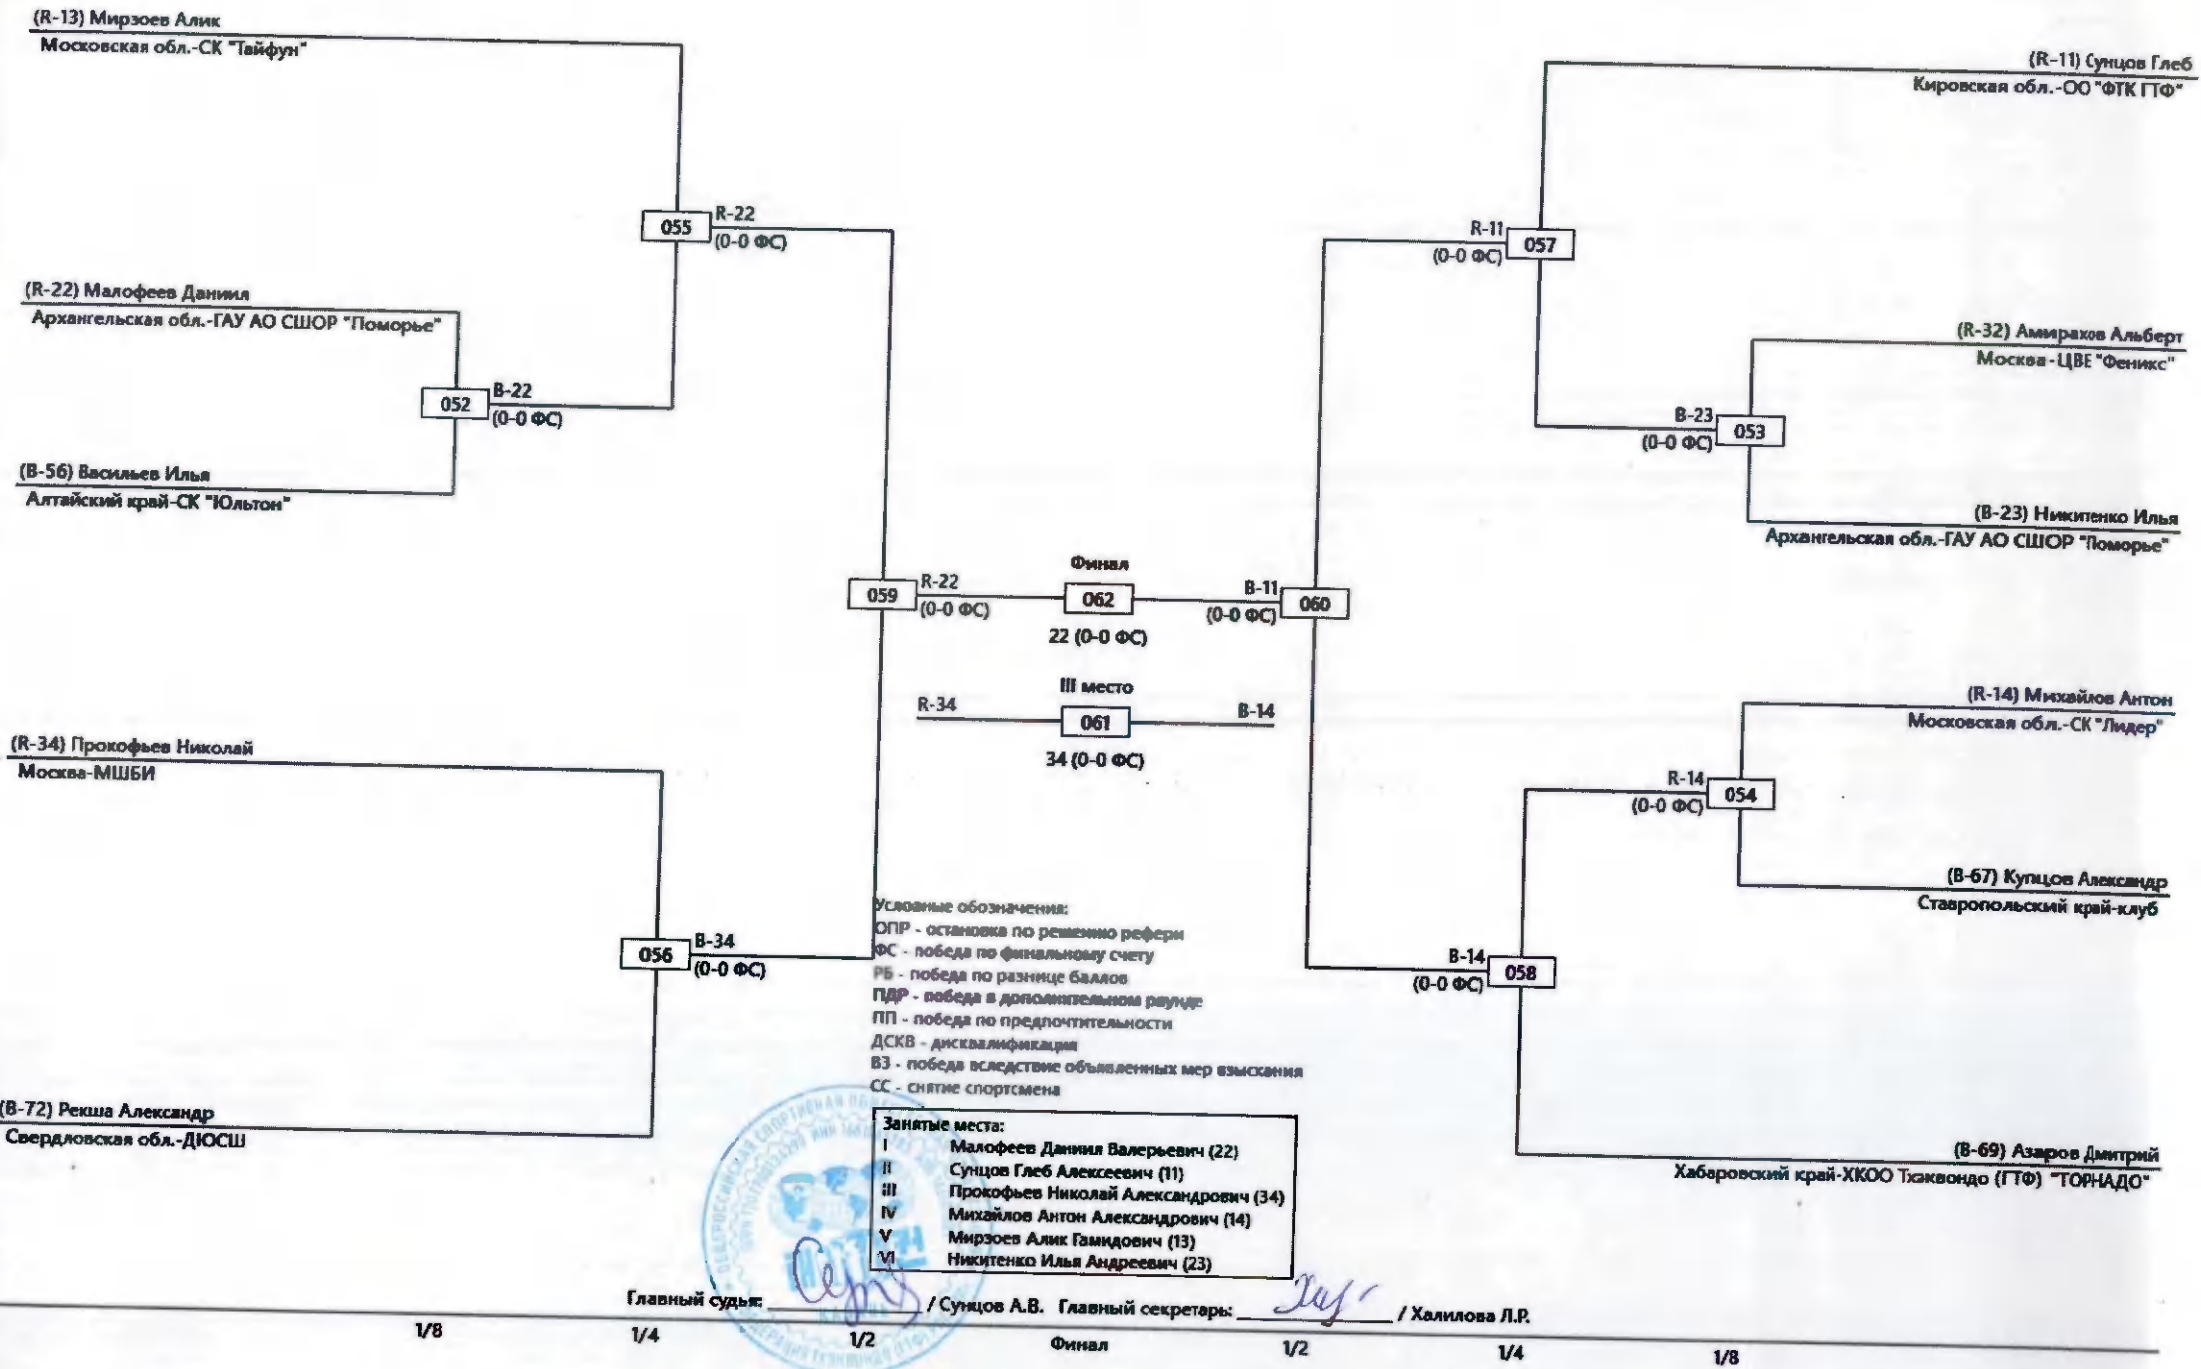 (R-13) Мирзоев Алик
Московская обл.-СК "Тайфун"
055
R-22
(0-0 ФС)
(R-22) Малофеев Даниил
Архангельская обл.-ГАУ АО СШОР "Поморье"
052
B-22
(0-0 ФС)
(B-56) Васильев Илья
Алтайский край-СК "Юльтон"
059
R-22
(0-0 ФС)
(R-34) Прокофьев Николай
Москва-МШБИ
056
B-34
(0-0 ФС)
(B-72) Рекша Александр
Свердловская обл.-ДЮСШ
Финал
062
22 (0-0 ФС)
III место
R-34
061
B-14
34 (0-0 ФС)
(R-11) Сунцов Глеб
Кировская обл.-ОО "ФТК ГТФ"
R-11
(0-0 ФС)
057
(R-32) Амирахов Альберт
Москва-ЦВЕ "Феникс"
B-23
(0-0 ФС)
053
(B-23) Никитенко Илья
Архангельская обл.-ГАУ АО СШОР "Поморье"
B-11
(0-0 ФС)
060
(R-14) Михайлов Антон
Московская обл.-СК "Лидер"
R-14
(0-0 ФС)
054
(B-67) Купцов Александр
Ставропольский край-клуб
B-14
(0-0 ФС)
058
(B-69) Азаров Дмитрий
Хабаровский край-ХКОО Тхэквондо (ГТФ) "ТОРНАДО"
Условные обозначения:
ОПР - остановка по решению рефери
ФС - победа по финальному счету
РБ - победа по разнице баллов
ПДР - победа в дополнительном раунде
ПП - победа по предпочтительности
ДСКВ - дисквалификация
ВЗ - победа вследствие объявленных мер взыскания
СС - снятие спортсмена
Занятые места:
I Малофеев Даниил Валерьевич (22)
II Сунцов Глеб Алексеевич (11)
III Прокофьев Николай Александрович (34)
IV Михайлов Антон Александрович (14)
V Мирзоев Алик Гамидович (13)
VI Никитенко Илья Андреевич (23)
Главный судья: / Сунцов А.В. Главный секретарь: / Халилова Л.Р.
1/8 1/4 1/2 Финал 1/2 1/4 1/8